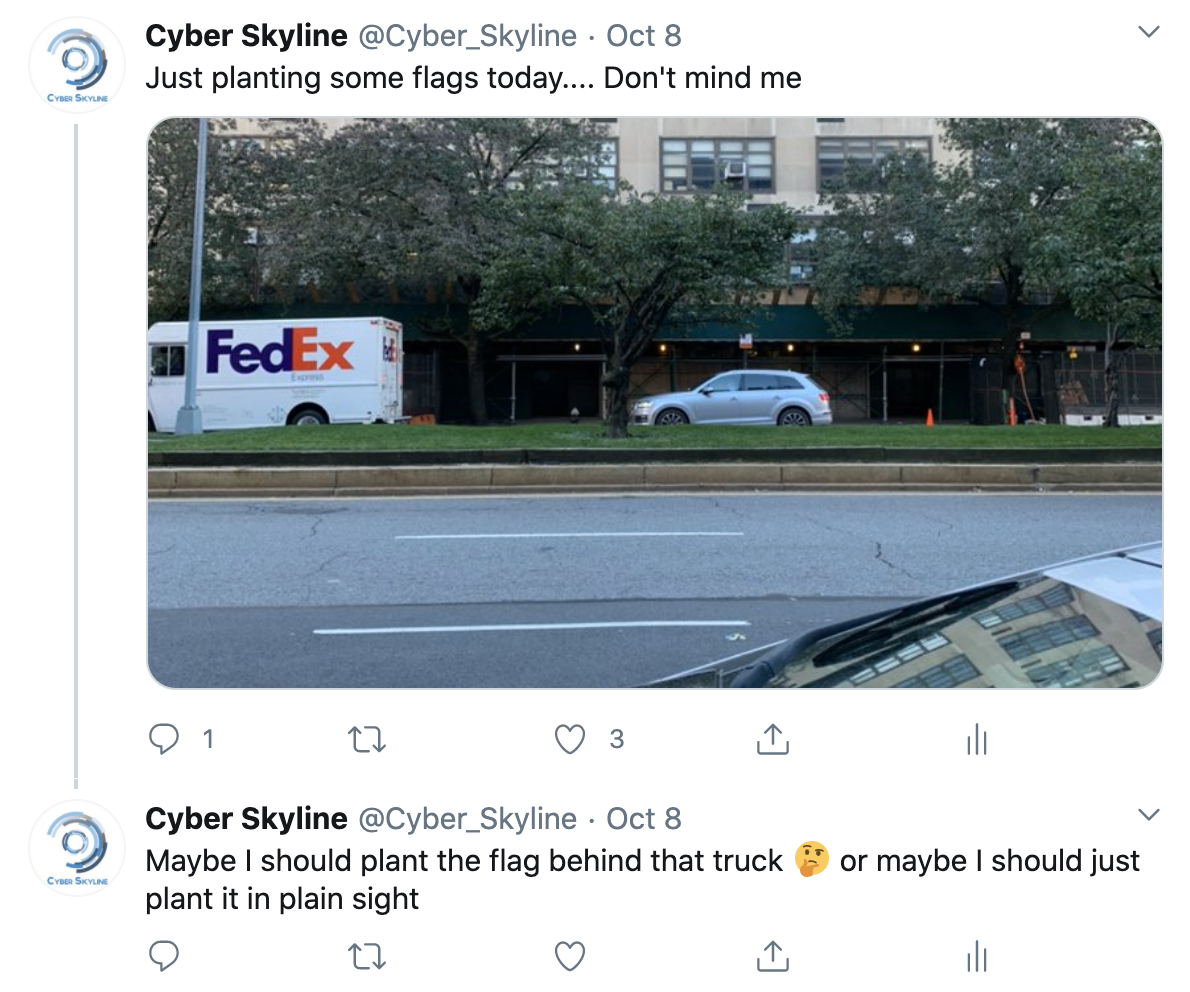 Cyber Skyline @Cyber_Skyline · Oct 8
Just planting some flags today.... Don't mind me
CYBER SKYLINE
FedEx
Express
1
3
Cyber Skyline @Cyber_Skyline · Oct 8
Maybe I should plant the flag behind that truck 🤔 or maybe I should just
plant it in plain sight
CYBER SKYLINE